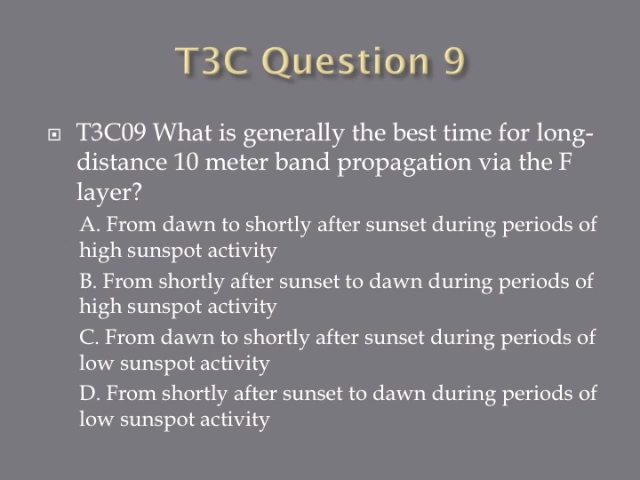 T3C Question 9
T3C09 What is generally the best time for long-
distance 10 meter band propagation via the F
layer?
A. From dawn to shortly after sunset during periods of
high sunspot activity
B. From shortly after sunset to dawn during periods of
high sunspot activity
C. From dawn to shortly after sunset during periods of
low sunspot activity
D. From shortly after sunset to dawn during periods of
low sunspot activity